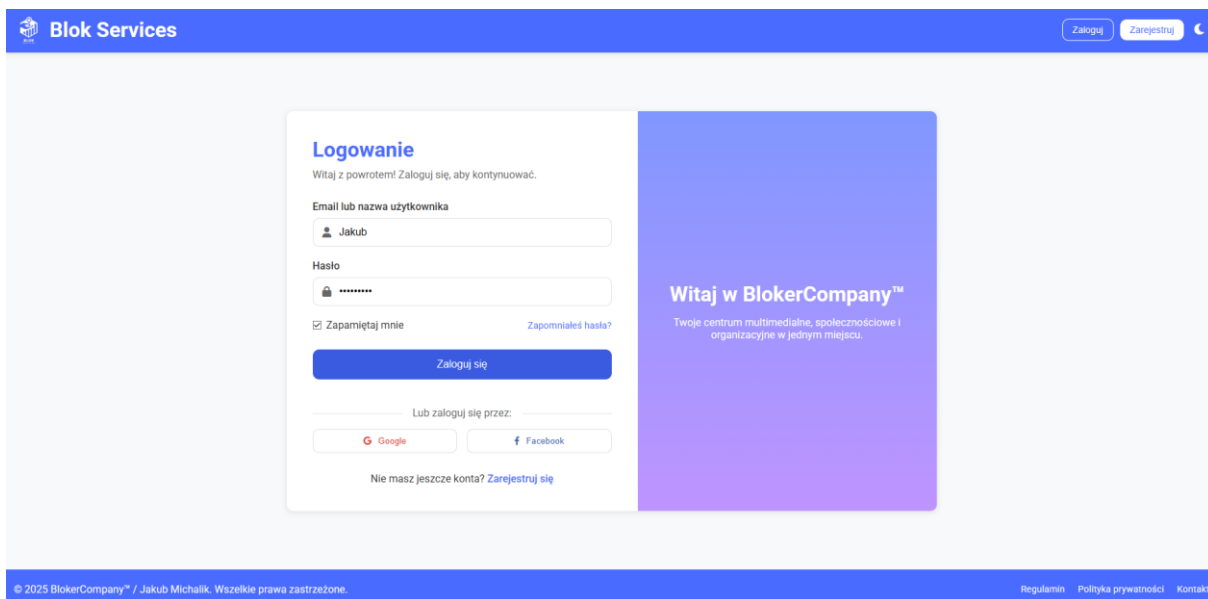 Blok Services
Zaloguj
Zarejestruj
Logowanie
Witaj z powrotem! Zaloguj się, aby kontynuować.
Email lub nazwa użytkownika
Jakub
Hasło
•••••••••
Zapamiętaj mnie
Zapomniałeś hasła?
Zaloguj się
Lub zaloguj się przez:
Google
Facebook
Nie masz jeszcze konta? Zarejestruj się
Witaj w BlokerCompany™
Twoje centrum multimedialne, społecznościowe i
organizacyjne w jednym miejscu.
© 2025 BlokerCompany™ / Jakub Michalik. Wszelkie prawa zastrzeżone.
Regulamin Polityka prywatności Kontakt